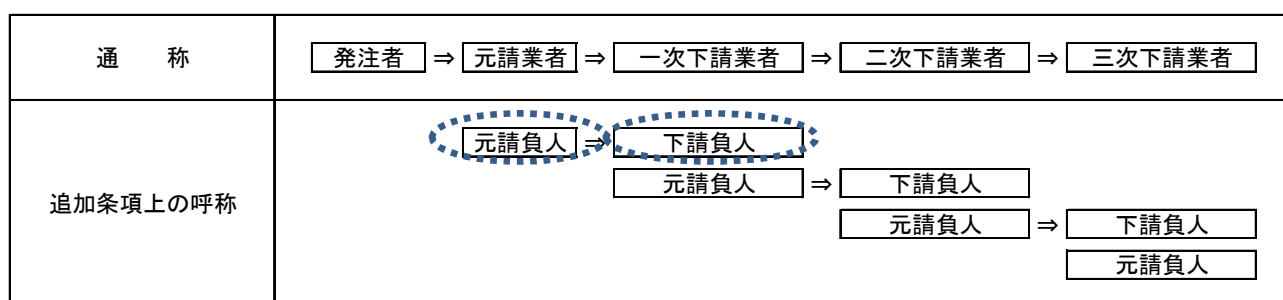 通　　称
発注者 ⇒ 元請業者 ⇒ 一次下請業者 ⇒ 二次下請業者 ⇒ 三次下請業者
追加条項上の呼称
元請負人 ⇒ 下請負人
元請負人 ⇒ 下請負人
元請負人 ⇒ 下請負人
元請負人